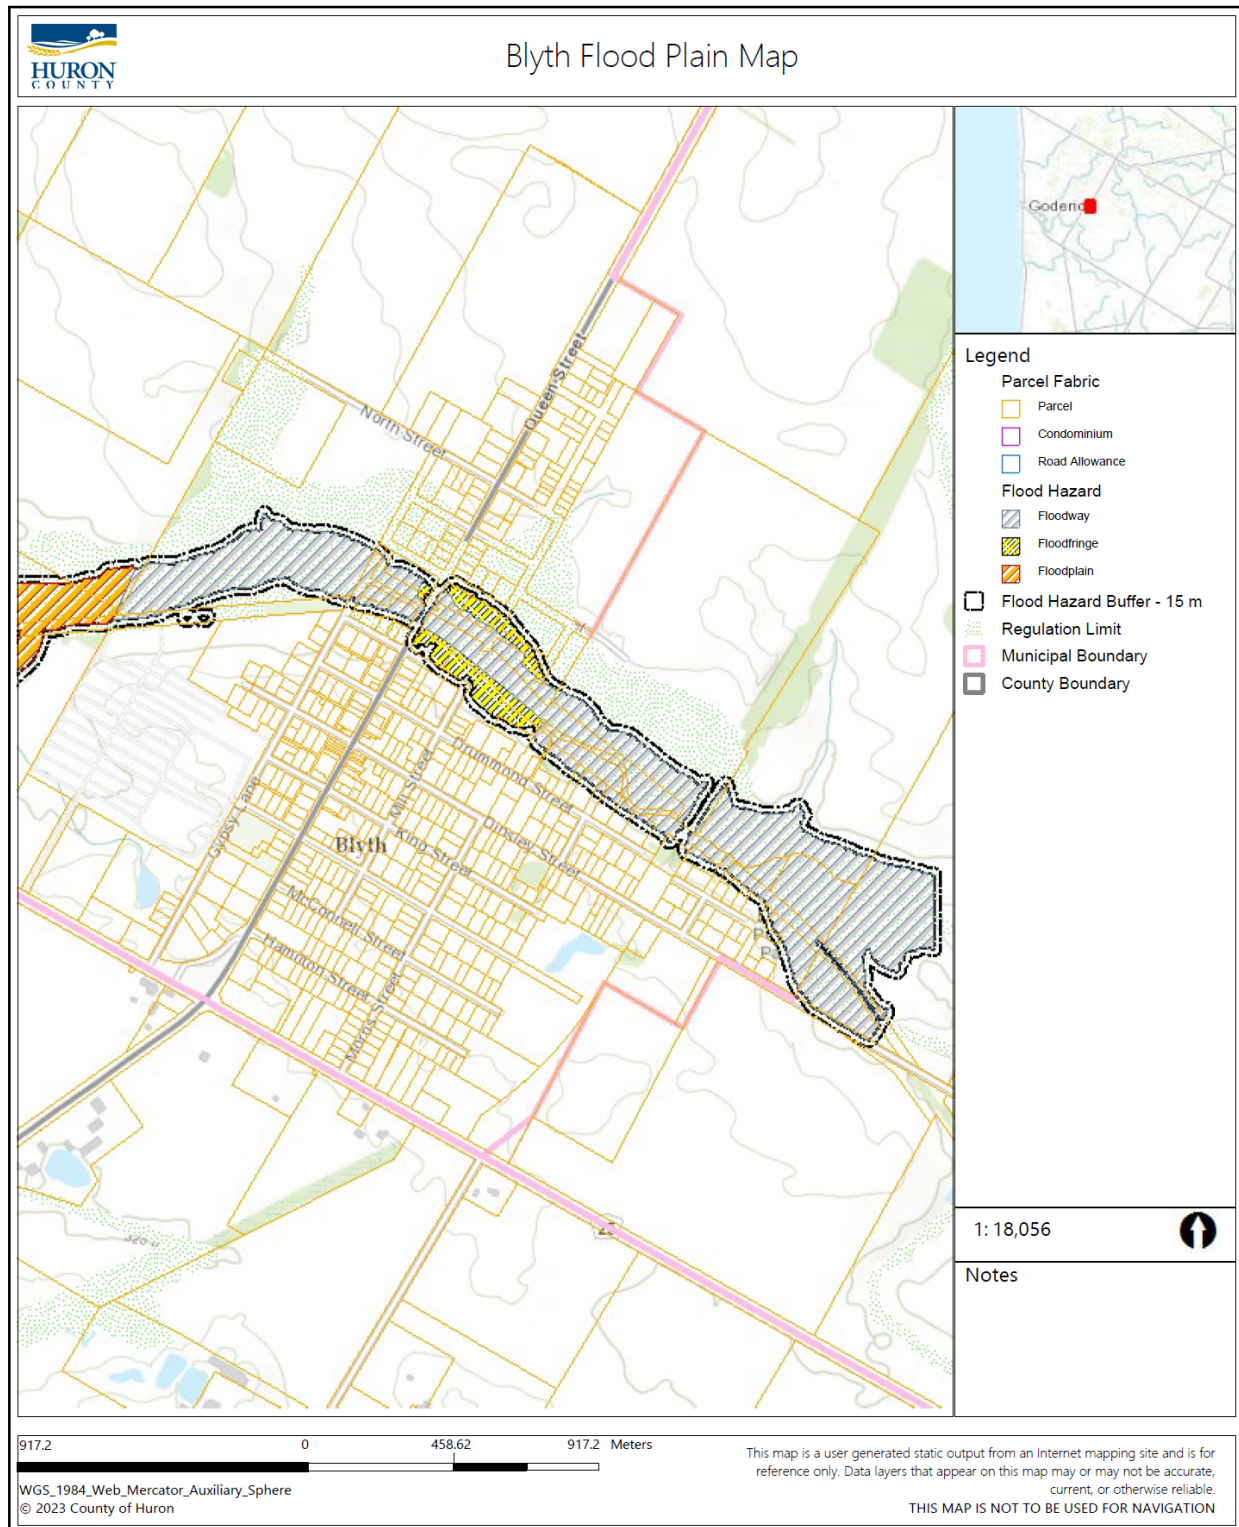 HURON
COUNTY
Blyth Flood Plain Map
Goderic
Queen Street
North Street
Drummond Street
Mill Street
Dinsley Street
King Street
Gypsy Lane
Blyth
McConnell Street
Hamilton Street
Morris Street
Legend
Parcel Fabric
Parcel
Condominium
Road Allowance
Flood Hazard
Floodway
Floodfringe
Floodplain
Flood Hazard Buffer - 15 m
Regulation Limit
Municipal Boundary
County Boundary
1: 18,056
Notes
917.2 0 458.62 917.2 Meters
WGS_1984_Web_Mercator_Auxiliary_Sphere
© 2023 County of Huron
This map is a user generated static output from an Internet mapping site and is for
reference only. Data layers that appear on this map may or may not be accurate,
current, or otherwise reliable.
THIS MAP IS NOT TO BE USED FOR NAVIGATION